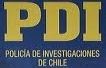 PDI
POLICÍA DE INVESTIGACIONES
DE CHILE